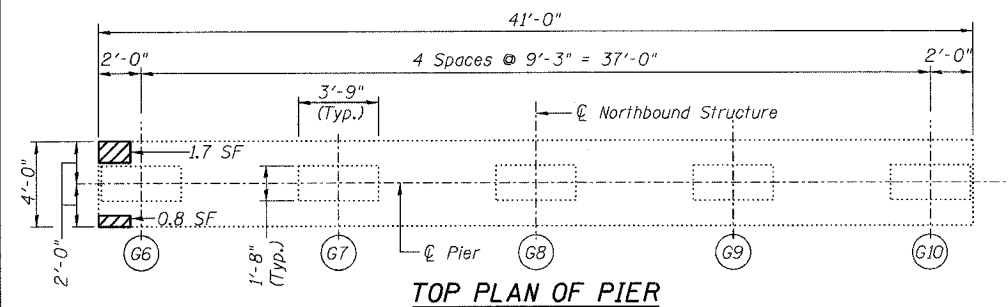 41'-0"
2'-0"
4 Spaces @ 9'-3" = 37'-0"
2'-0"
3'-9"
(Typ.)
℄ Northbound Structure
1.7 SF
4'-0"
2'-0"
0.8 SF
1'-8"
(Typ.)
℄ Pier
G6
G7
G8
G9
G10
TOP PLAN OF PIER